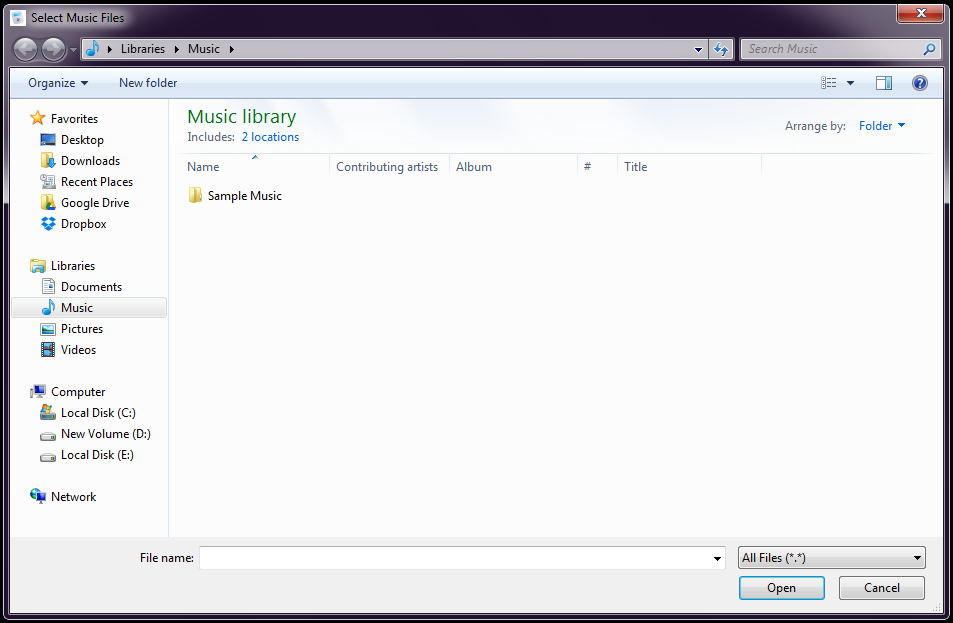 Select Music Files
Libraries Music
Search Music
Organize New folder
Favorites
Desktop
Downloads
Recent Places
Google Drive
Dropbox
Libraries
Documents
Music
Pictures
Videos
Computer
Local Disk (C:)
New Volume (D:)
Local Disk (E:)
Network
Music library
Includes: 2 locations
Arrange by: Folder
Name Contributing artists Album # Title
Sample Music
File name:
All Files (*.*)
Open Cancel